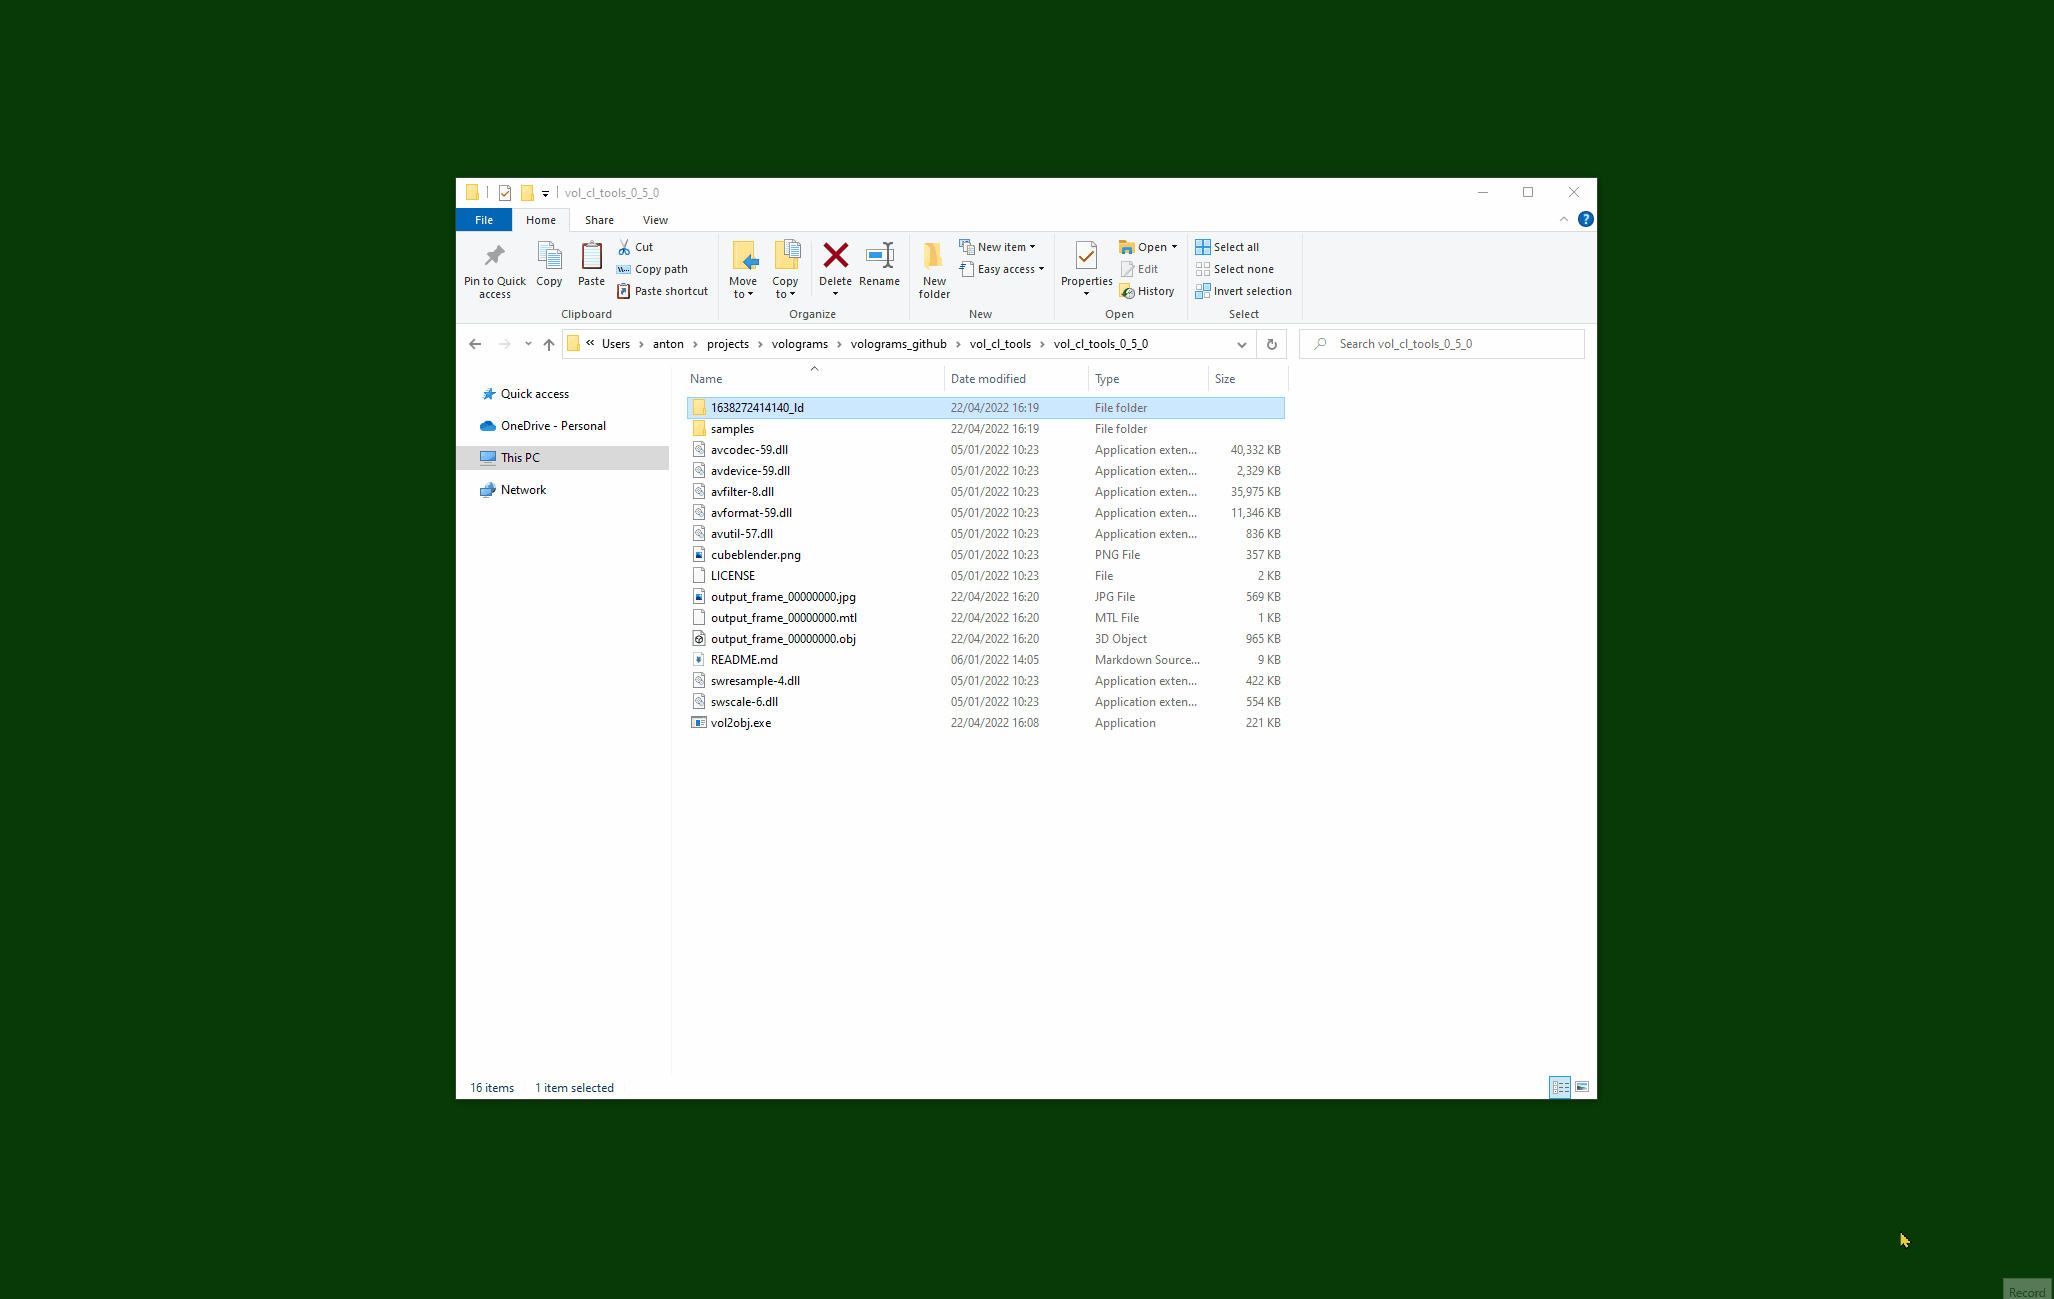 vol_cl_tools_0_5_0
File Home Share View
Pin to Quick access
Copy
Paste
Cut
Copy path
Paste shortcut
Clipboard
Move to
Copy to
Delete
Rename
Organize
New folder
New item
Easy access
New
Properties
Open
Edit
History
Open
Select all
Select none
Invert selection
Select
« Users > anton > projects > volograms > volograms_github > vol_cl_tools > vol_cl_tools_0_5_0
Search vol_cl_tools_0_5_0
Quick access
OneDrive - Personal
This PC
Network
Name Date modified Type Size
1638272414140_ld 22/04/2022 16:19 File folder
samples 22/04/2022 16:19 File folder
avcodec-59.dll 05/01/2022 10:23 Application exten... 40,332 KB
avdevice-59.dll 05/01/2022 10:23 Application exten... 2,329 KB
avfilter-8.dll 05/01/2022 10:23 Application exten... 35,975 KB
avformat-59.dll 05/01/2022 10:23 Application exten... 11,346 KB
avutil-57.dll 05/01/2022 10:23 Application exten... 836 KB
cubeblender.png 05/01/2022 10:23 PNG File 357 KB
LICENSE 05/01/2022 10:23 File 2 KB
output_frame_00000000.jpg 22/04/2022 16:20 JPG File 569 KB
output_frame_00000000.mtl 22/04/2022 16:20 MTL File 1 KB
output_frame_00000000.obj 22/04/2022 16:20 3D Object 965 KB
README.md 06/01/2022 14:05 Markdown Source... 9 KB
swresample-4.dll 05/01/2022 10:23 Application exten... 422 KB
swscale-6.dll 05/01/2022 10:23 Application exten... 554 KB
vol2obj.exe 22/04/2022 16:08 Application 221 KB
16 items 1 item selected
Record